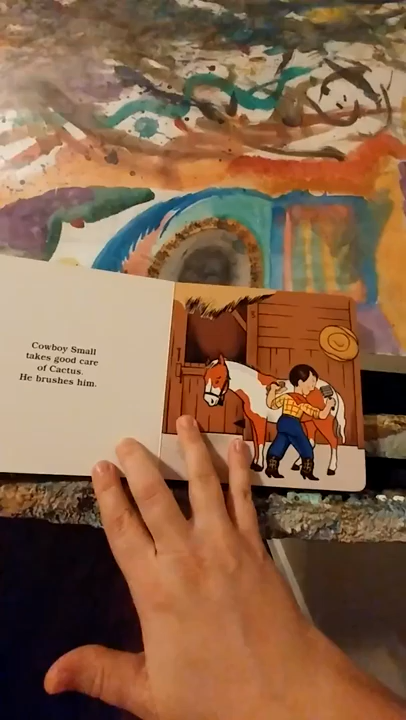 Cowboy Small
takes good care
of Cactus.
He brushes him.